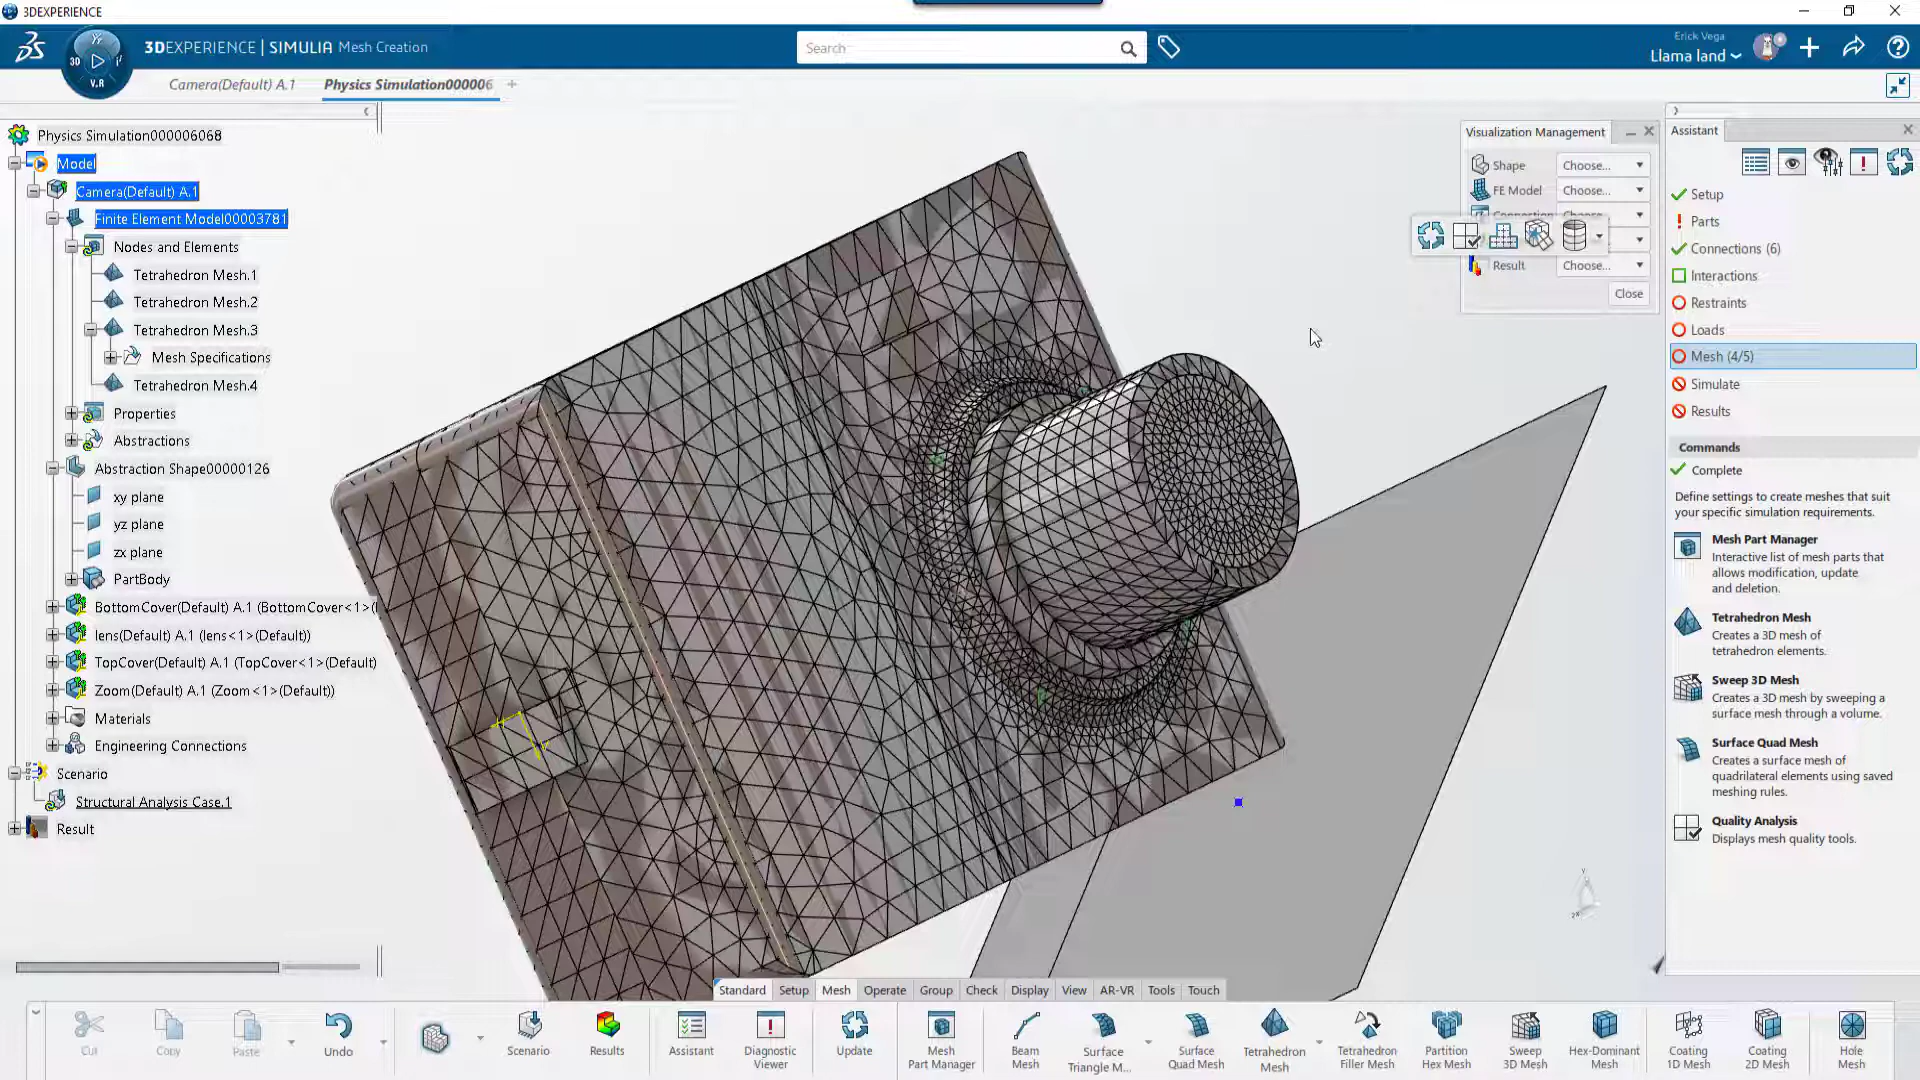 3DEXPERIENCE
3DEXPERIENCE | SIMULIA Mesh Creation
3D
V.R
Search
Erick Vega
Llama land
Camera(Default) A.1
Physics Simulation000006
Physics Simulation000006068
Model
Camera(Default) A.1
Finite Element Model00003781
Nodes and Elements
Tetrahedron Mesh.1
Tetrahedron Mesh.2
Tetrahedron Mesh.3
Mesh Specifications
Tetrahedron Mesh.4
Properties
Abstractions
Abstraction Shape00000126
xy plane
yz plane
zx plane
PartBody
BottomCover(Default) A.1 (BottomCover<1>(
lens(Default) A.1 (lens<1>(Default))
TopCover(Default) A.1 (TopCover<1>(Default)
Zoom(Default) A.1 (Zoom<1>(Default))
Materials
Engineering Connections
Scenario
Structural Analysis Case.1
Result
Visualization Management
Shape Choose...
FE Model Choose...
Result Choose...
Close
Assistant
Setup
Parts
Connections (6)
Interactions
Restraints
Loads
Mesh (4/5)
Simulate
Results
Commands
Complete
Define settings to create meshes that suit
your specific simulation requirements.
Mesh Part Manager
Interactive list of mesh parts that
allows modification, update
and deletion.
Tetrahedron Mesh
Creates a 3D mesh of
tetrahedron elements.
Sweep 3D Mesh
Creates a 3D mesh by sweeping a
surface mesh through a volume.
Surface Quad Mesh
Creates a surface mesh of
quadrilateral elements using saved
meshing rules.
Quality Analysis
Displays mesh quality tools.
Standard Setup Mesh Operate Group Check Display View AR-VR Tools Touch
Cut
Copy
Paste
Undo
Scenario
Results
Assistant
Diagnostic
Viewer
Update
Mesh
Part Manager
Beam
Mesh
Surface
Triangle M...
Surface
Quad Mesh
Tetrahedron
Mesh
Tetrahedron
Filler Mesh
Partition
Hex Mesh
Sweep
3D Mesh
Hex-Dominant
Mesh
Coating
1D Mesh
Coating
2D Mesh
Hole
Mesh